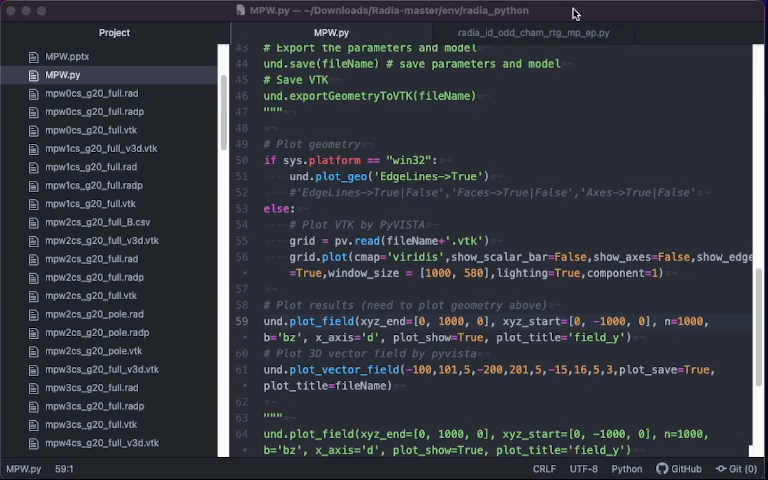 MPW.py — ~/Downloads/Radia-master/env/radia_python
Project
MPW.pptx
MPW.py
mpw0cs_g20_full.rad
mpw0cs_g20_full.radp
mpw0cs_g20_full.vtk
mpw1cs_g20_full_v3d.vtk
mpw1cs_g20_full.rad
mpw1cs_g20_full.radp
mpw1cs_g20_full.vtk
mpw2cs_g20_full_B.csv
mpw2cs_g20_full_v3d.vtk
mpw2cs_g20_full.rad
mpw2cs_g20_full.radp
mpw2cs_g20_full.vtk
mpw2cs_g20_pole.rad
mpw2cs_g20_pole.radp
mpw2cs_g20_pole.vtk
mpw3cs_g20_full_v3d.vtk
mpw3cs_g20_full.rad
mpw3cs_g20_full.radp
mpw3cs_g20_full.vtk
mpw4cs_g20_full_v3d.vtk
MPW.py radia_id_odd_cham_rtg_mp_ep.py
43 # Export the parameters and model
44 und.save(fileName) # save parameters and model
45 # Save VTK
46 und.exportGeometryToVTK(fileName)
47 """
48
49 # Plot geometry
50 if sys.platform == "win32":
51 und.plot_geo('EdgeLines->True')
52 #'EdgeLines->True|False','Faces->True|False','Axes->True|False'
53 else:
54 # Plot VTK by PyVISTA
55 grid = pv.read(fileName+'.vtk')
56 grid.plot(cmap='viridis',show_scalar_bar=False,show_axes=False,show_edge
=True,window_size = [1000, 580],lighting=True,component=1)
57
58 # Plot results (need to plot geometry above)
59 und.plot_field(xyz_end=[0, 1000, 0], xyz_start=[0, -1000, 0], n=1000,
b='bz', x_axis='d', plot_show=True, plot_title='field_y')
60 # Plot 3D vector field by pyvista
61 und.plot_vector_field(-100,101,5,-200,201,5,-15,16,5,3,plot_save=True,
plot_title=fileName)
62
63 """
64 und.plot_field(xyz_end=[0, 1000, 0], xyz_start=[0, -1000, 0], n=1000,
b='bz', x_axis='d', plot_show=True, plot_title='field_y')
MPW.py 59:1 CRLF UTF-8 Python GitHub Git (0)